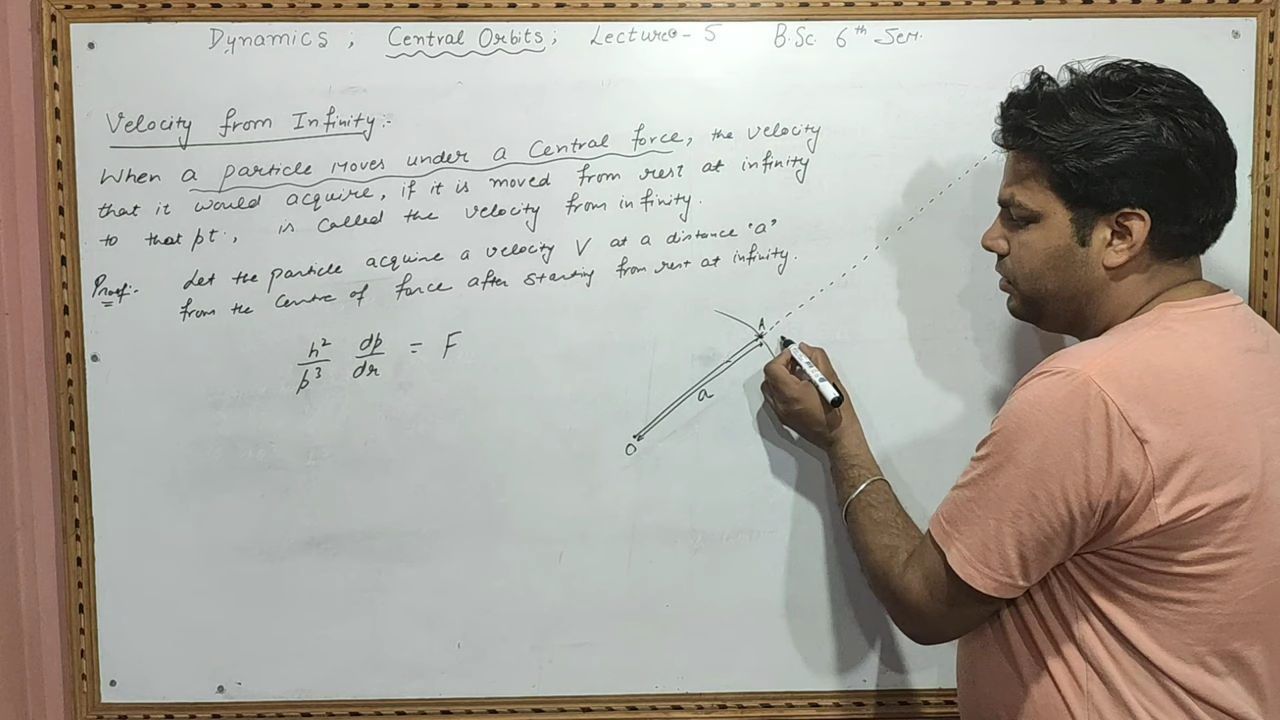 Dynamics ; Central Orbits ; Lecture - 5 B.Sc. 6th Sem.
Velocity from Infinity :-
When a particle moves under a Central force, the velocity
that it would acquire, if it is moved from rest at infinity
to that pt., is called the velocity from infinity.
Proof :- Let the particle acquire a velocity V at a distance "a"
from the Centre of force after starting from rest at infinity.
h²/p³ dp/dr = F
A
a
O